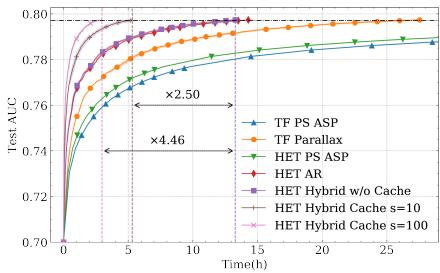 0.80
0.78
0.76
0.74
0.72
0.70
Test AUC
×2.50
×4.46
TF PS ASP
TF Parallax
HET PS ASP
HET AR
HET Hybrid w/o Cache
HET Hybrid Cache s=10
HET Hybrid Cache s=100
0 5 10 15 20 25
Time(h)